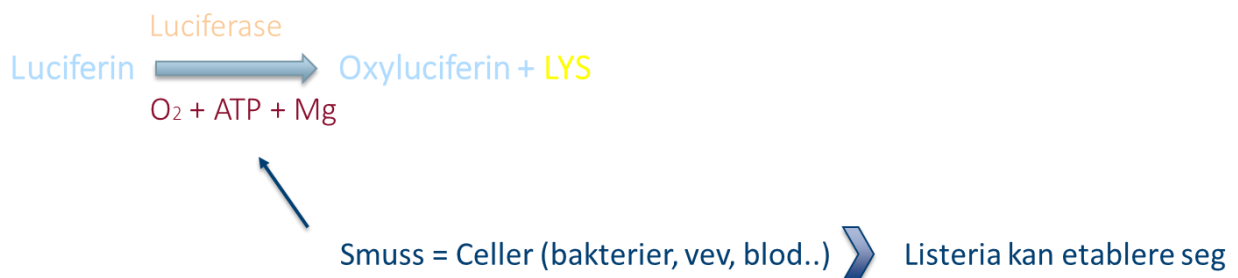 Luciferase
Luciferin Oxyluciferin + LYS
O₂ + ATP + Mg
Smuss = Celler (bakterier, vev, blod..) Listeria kan etablere seg